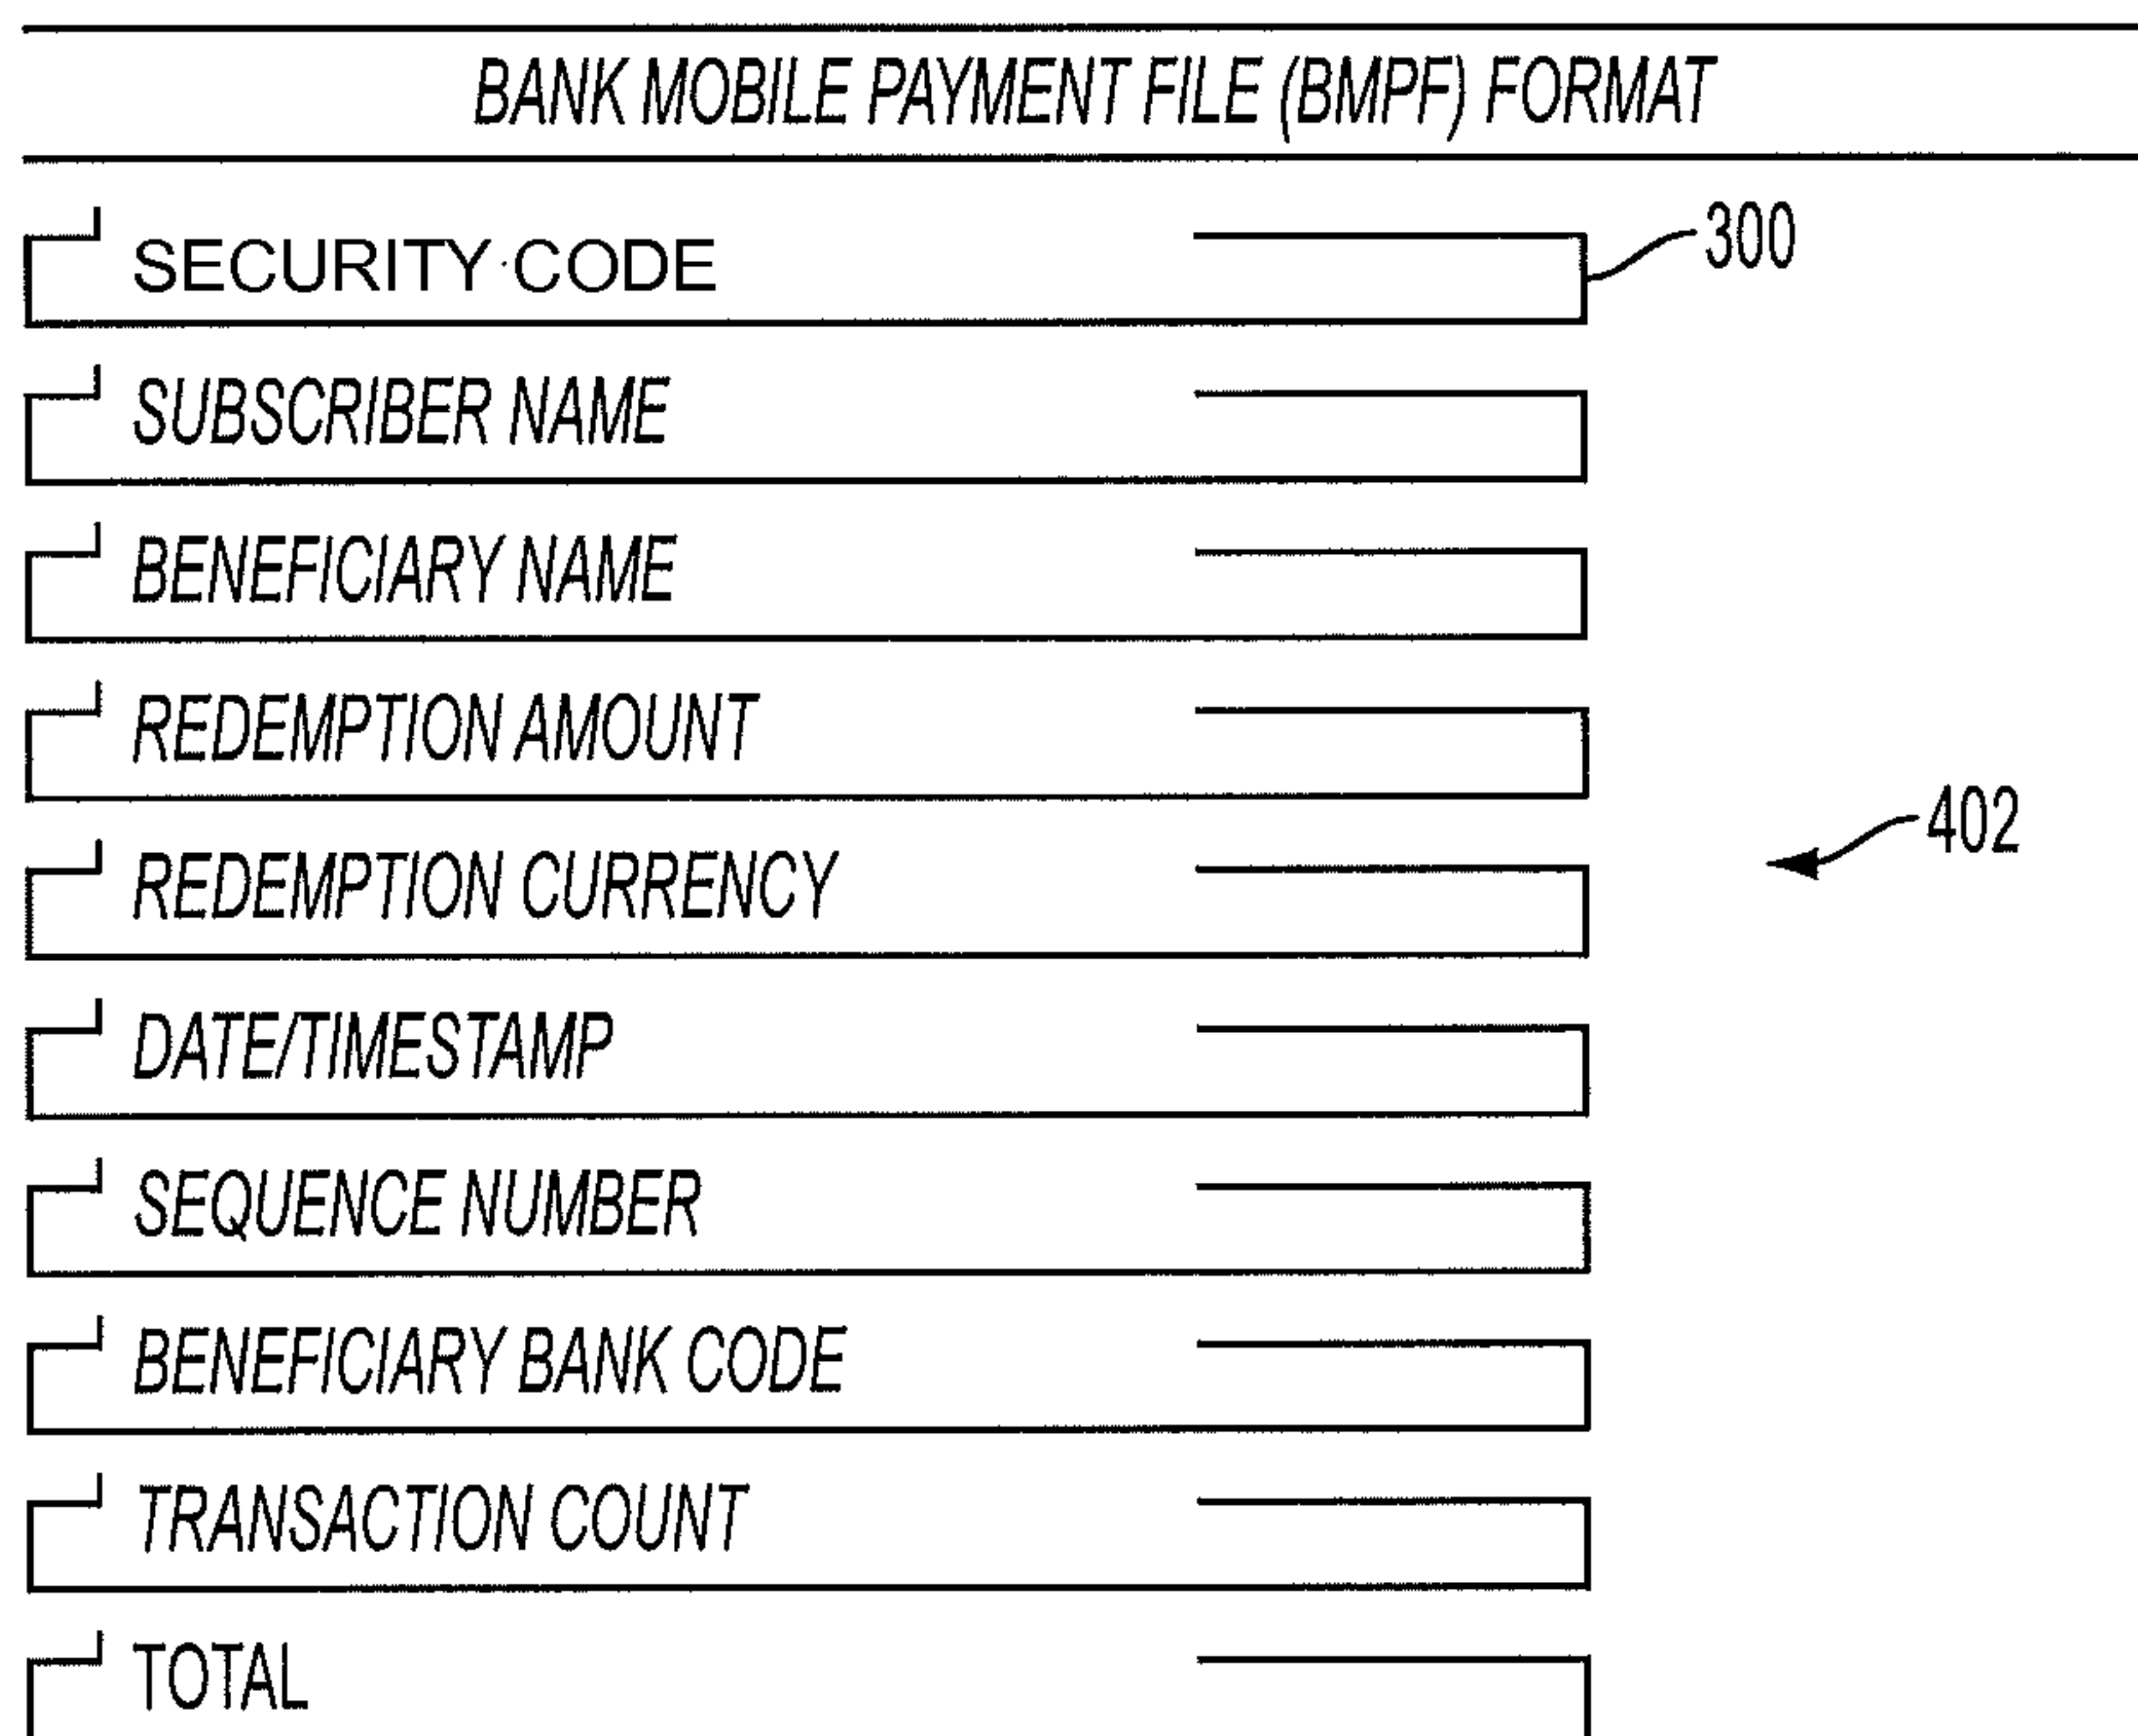 BANK MOBILE PAYMENT FILE (BMPF) FORMAT
SECURITY CODE
300
SUBSCRIBER NAME
BENEFICIARY NAME
REDEMPTION AMOUNT
402
REDEMPTION CURRENCY
DATE/TIMESTAMP
SEQUENCE NUMBER
BENEFICIARY BANK CODE
TRANSACTION COUNT
TOTAL